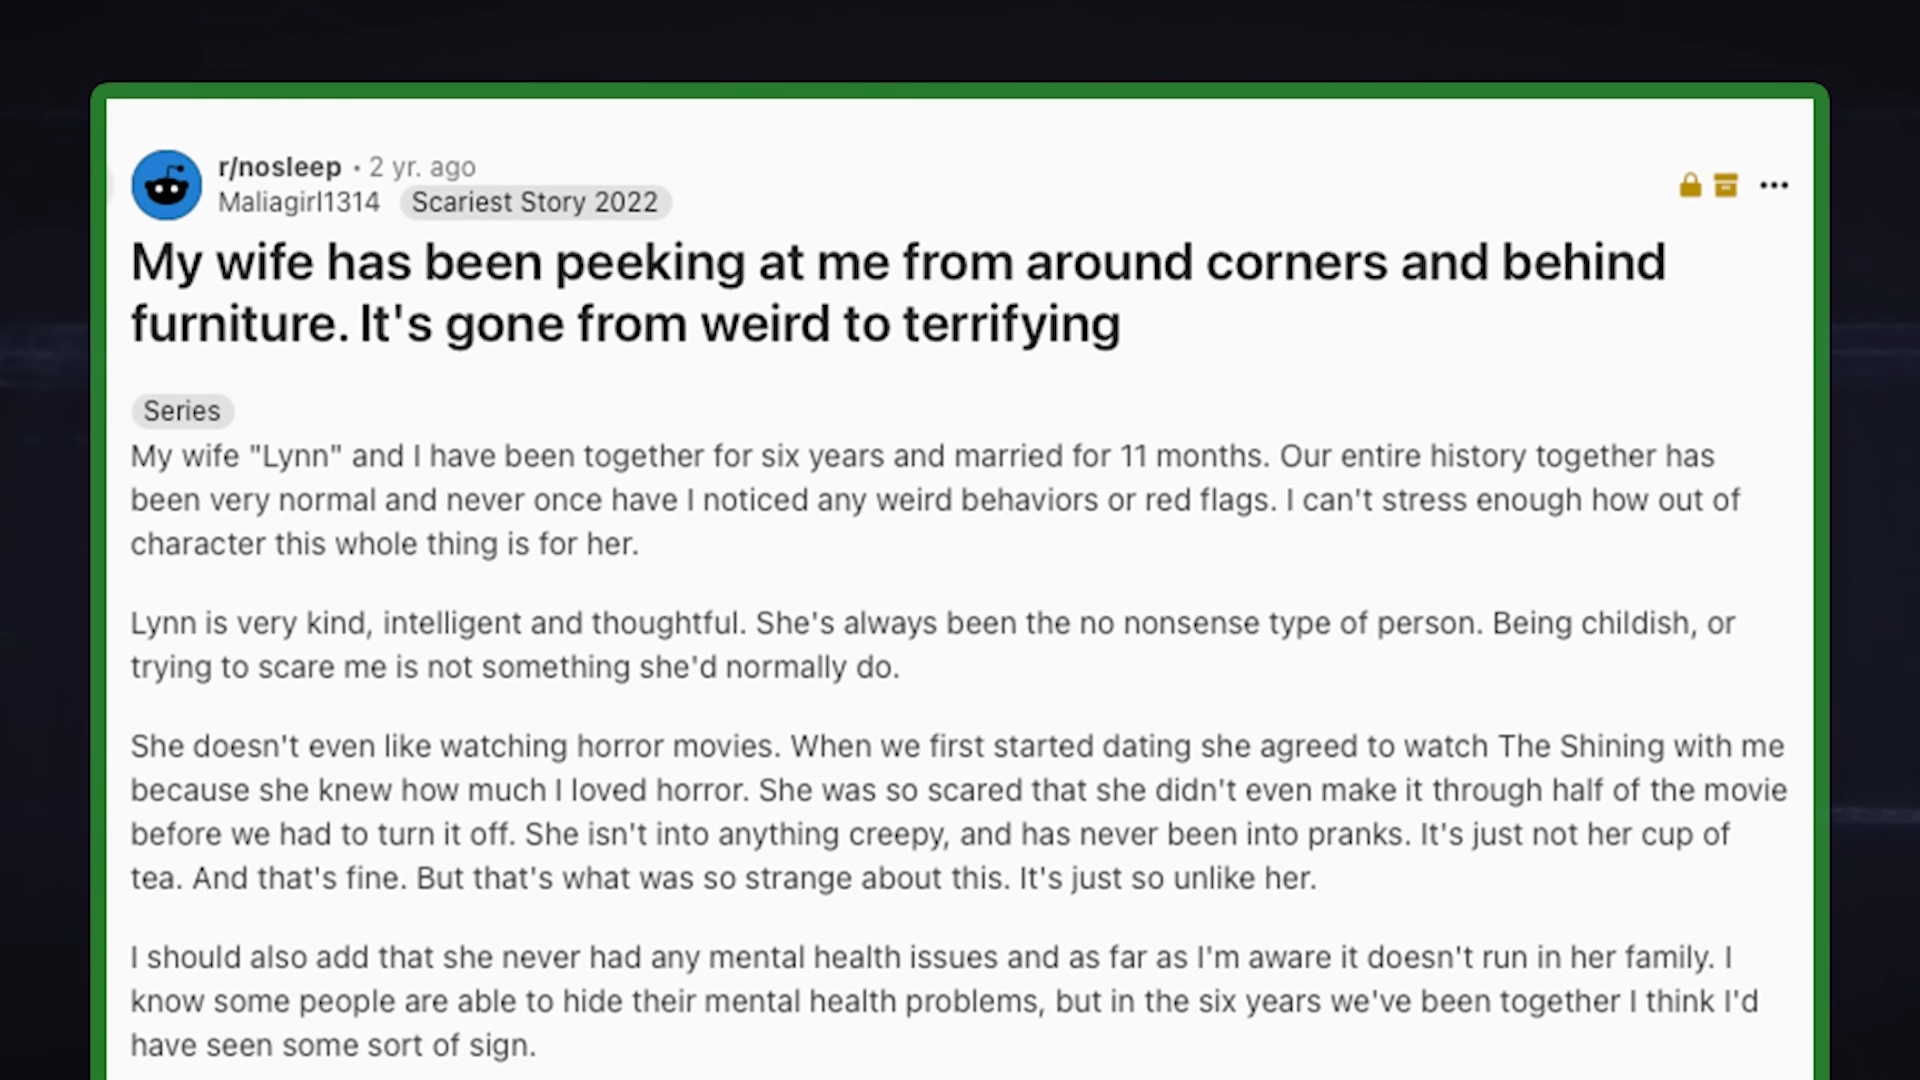 r/nosleep • 2 yr. ago
Maliagirl1314 Scariest Story 2022
My wife has been peeking at me from around corners and behind
furniture. It's gone from weird to terrifying
Series
My wife "Lynn" and I have been together for six years and married for 11 months. Our entire history together has
been very normal and never once have I noticed any weird behaviors or red flags. I can't stress enough how out of
character this whole thing is for her.
Lynn is very kind, intelligent and thoughtful. She's always been the no nonsense type of person. Being childish, or
trying to scare me is not something she'd normally do.
She doesn't even like watching horror movies. When we first started dating she agreed to watch The Shining with me
because she knew how much I loved horror. She was so scared that she didn't even make it through half of the movie
before we had to turn it off. She isn't into anything creepy, and has never been into pranks. It's just not her cup of
tea. And that's fine. But that's what was so strange about this. It's just so unlike her.
I should also add that she never had any mental health issues and as far as I'm aware it doesn't run in her family. I
know some people are able to hide their mental health problems, but in the six years we've been together I think I'd
have seen some sort of sign.